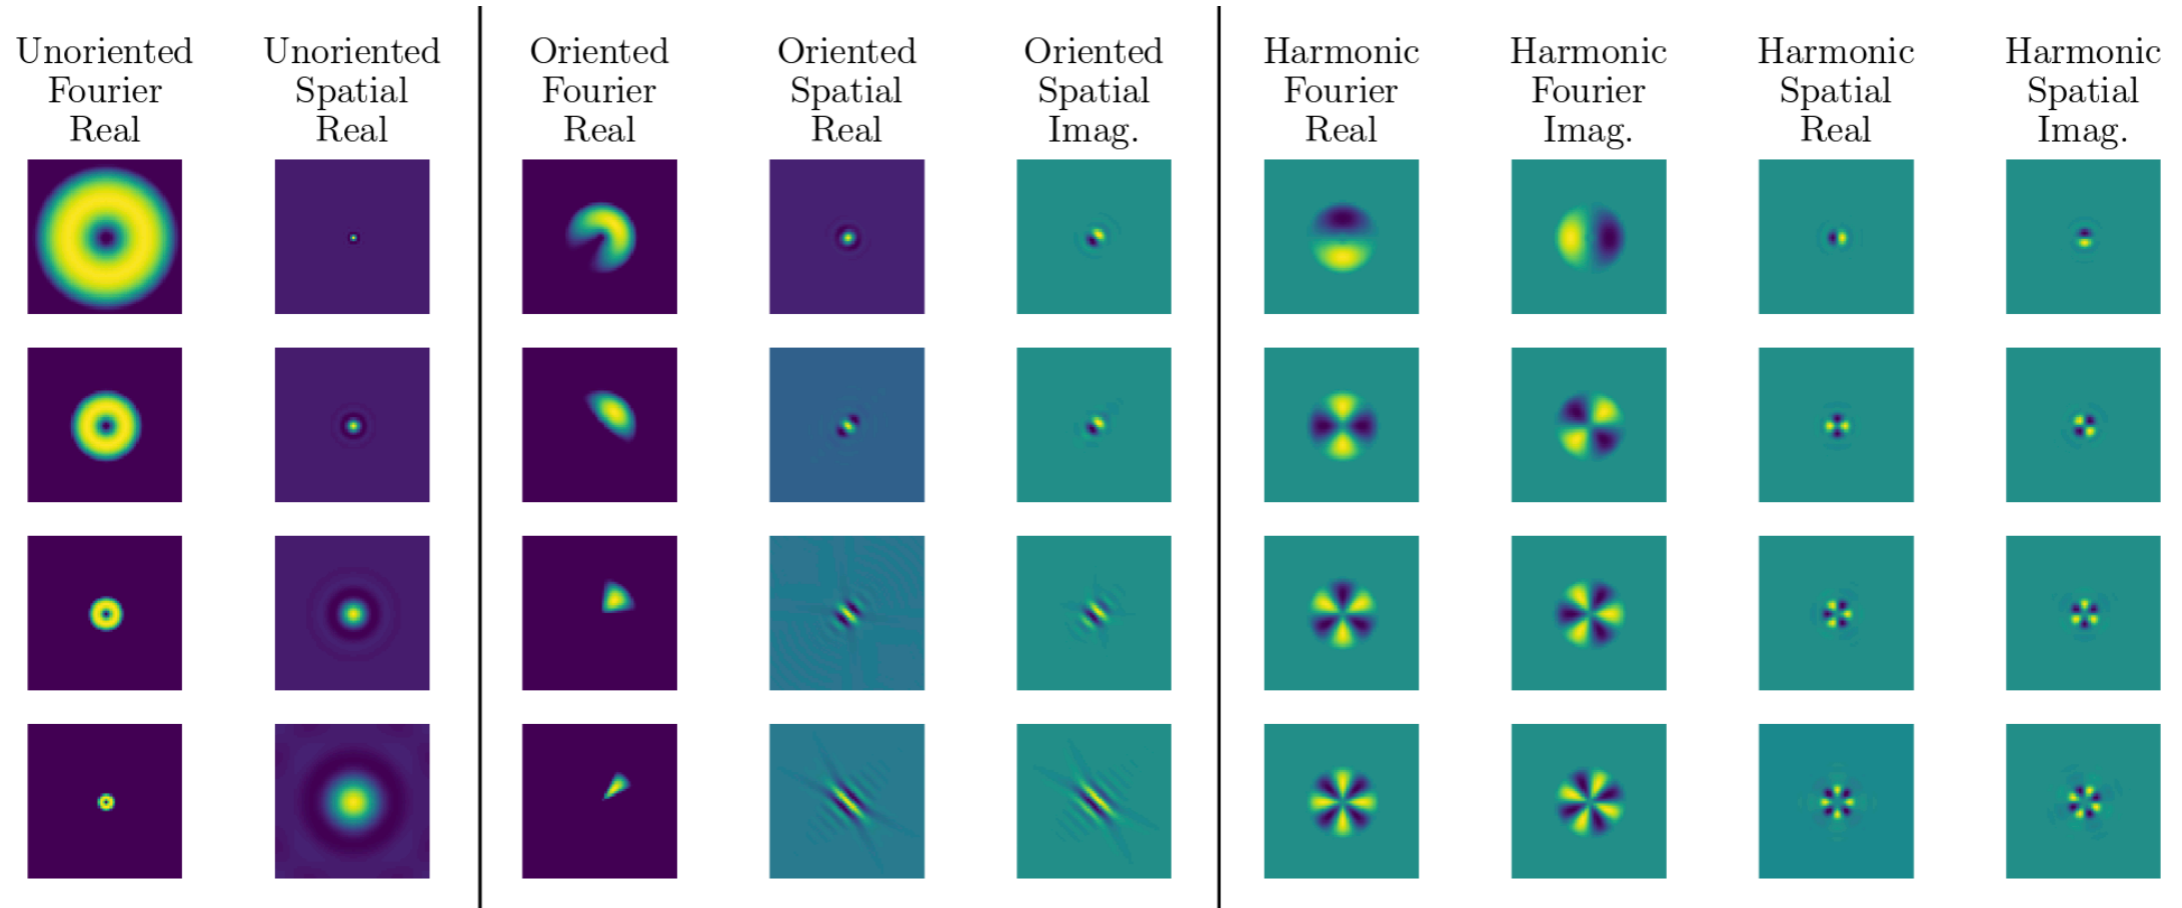 Unoriented
Fourier
Real
Unoriented
Spatial
Real
Oriented
Fourier
Real
Oriented
Spatial
Real
Oriented
Spatial
Imag.
Harmonic
Fourier
Real
Harmonic
Fourier
Imag.
Harmonic
Spatial
Real
Harmonic
Spatial
Imag.